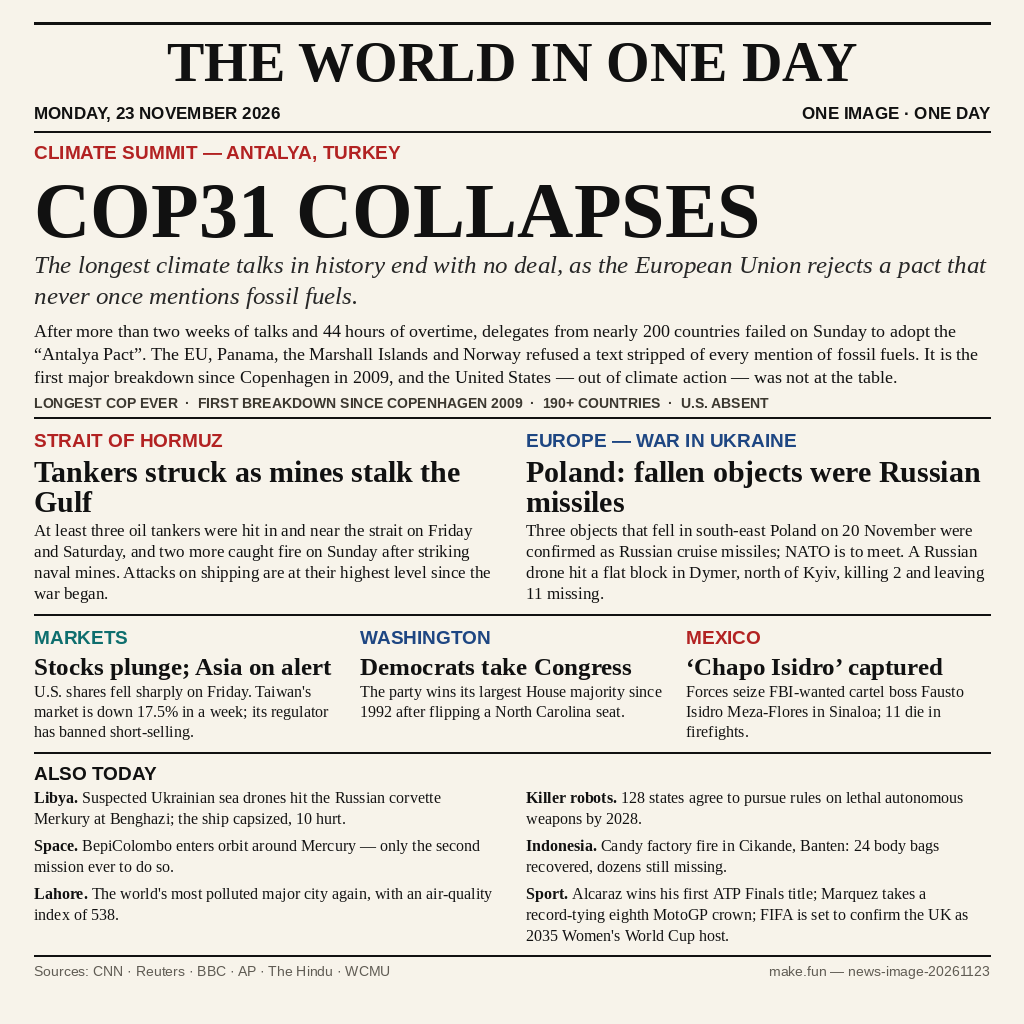 THE WORLD IN ONE DAY
MONDAY, 23 NOVEMBER 2026
ONE IMAGE · ONE DAY
CLIMATE SUMMIT — ANTALYA, TURKEY
COP31 COLLAPSES
The longest climate talks in history end with no deal, as the European Union rejects a pact that
never once mentions fossil fuels.
After more than two weeks of talks and 44 hours of overtime, delegates from nearly 200 countries failed on Sunday to adopt the
“Antalya Pact”. The EU, Panama, the Marshall Islands and Norway refused a text stripped of every mention of fossil fuels. It is the
first major breakdown since Copenhagen in 2009, and the United States — out of climate action — was not at the table.
LONGEST COP EVER · FIRST BREAKDOWN SINCE COPENHAGEN 2009 · 190+ COUNTRIES · U.S. ABSENT
STRAIT OF HORMUZ
Tankers struck as mines stalk the
Gulf
At least three oil tankers were hit in and near the strait on Friday
and Saturday, and two more caught fire on Sunday after striking
naval mines. Attacks on shipping are at their highest level since the
war began.
EUROPE — WAR IN UKRAINE
Poland: fallen objects were Russian
missiles
Three objects that fell in south-east Poland on 20 November were
confirmed as Russian cruise missiles; NATO is to meet. A Russian
drone hit a flat block in Dymer, north of Kyiv, killing 2 and leaving
11 missing.
MARKETS
Stocks plunge; Asia on alert
U.S. shares fell sharply on Friday. Taiwan's
market is down 17.5% in a week; its regulator
has banned short-selling.
WASHINGTON
Democrats take Congress
The party wins its largest House majority since
1992 after flipping a North Carolina seat.
MEXICO
‘Chapo Isidro’ captured
Forces seize FBI-wanted cartel boss Fausto
Isidro Meza-Flores in Sinaloa; 11 die in
firefights.
ALSO TODAY
Libya. Suspected Ukrainian sea drones hit the Russian corvette
Merkury at Benghazi; the ship capsized, 10 hurt.
Space. BepiColombo enters orbit around Mercury — only the second
mission ever to do so.
Lahore. The world's most polluted major city again, with an air-quality
index of 538.
Killer robots. 128 states agree to pursue rules on lethal autonomous
weapons by 2028.
Indonesia. Candy factory fire in Cikande, Banten: 24 body bags
recovered, dozens still missing.
Sport. Alcaraz wins his first ATP Finals title; Marquez takes a
record-tying eighth MotoGP crown; FIFA is set to confirm the UK as
2035 Women's World Cup host.
Sources: CNN · Reuters · BBC · AP · The Hindu · WCMU
make.fun — news-image-20261123